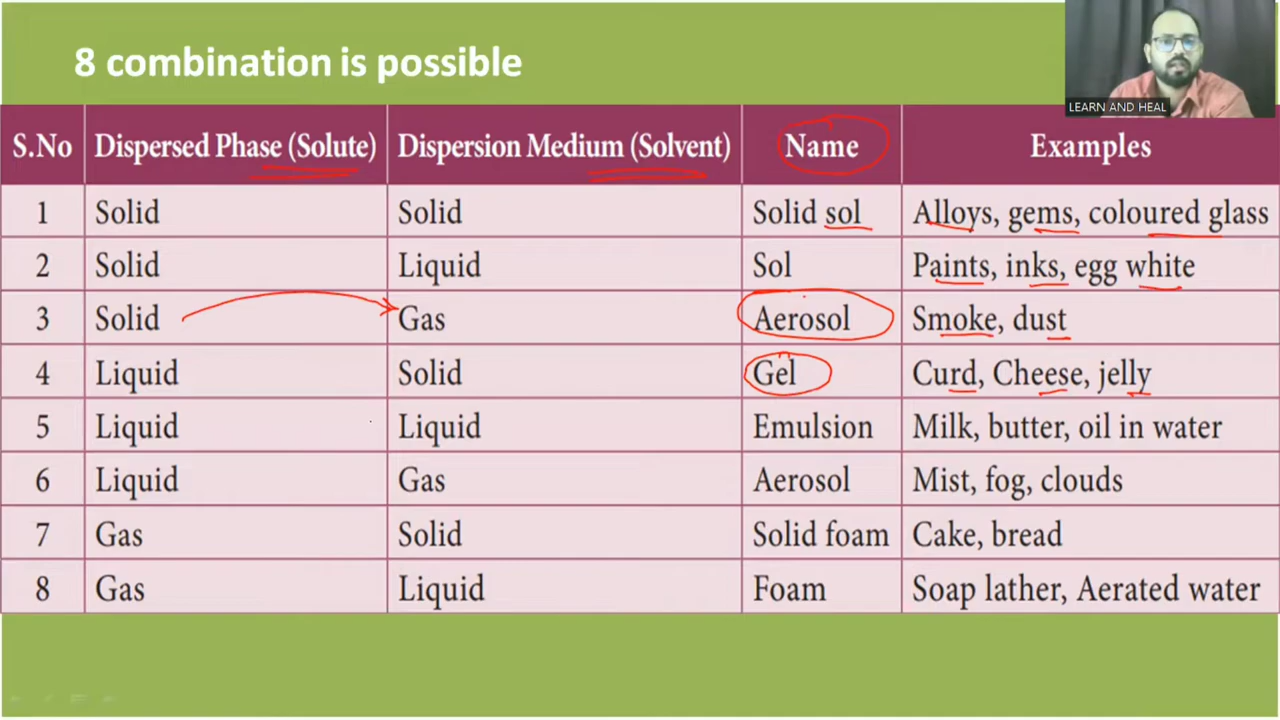 8 combination is possible
LEARN AND HEAL
S.No Dispersed Phase (Solute) Dispersion Medium (Solvent) Name Examples
1 Solid Solid Solid sol Alloys, gems, coloured glass
2 Solid Liquid Sol Paints, inks, egg white
3 Solid Gas Aerosol Smoke, dust
4 Liquid Solid Gel Curd, Cheese, jelly
5 Liquid Liquid Emulsion Milk, butter, oil in water
6 Liquid Gas Aerosol Mist, fog, clouds
7 Gas Solid Solid foam Cake, bread
8 Gas Liquid Foam Soap lather, Aerated water